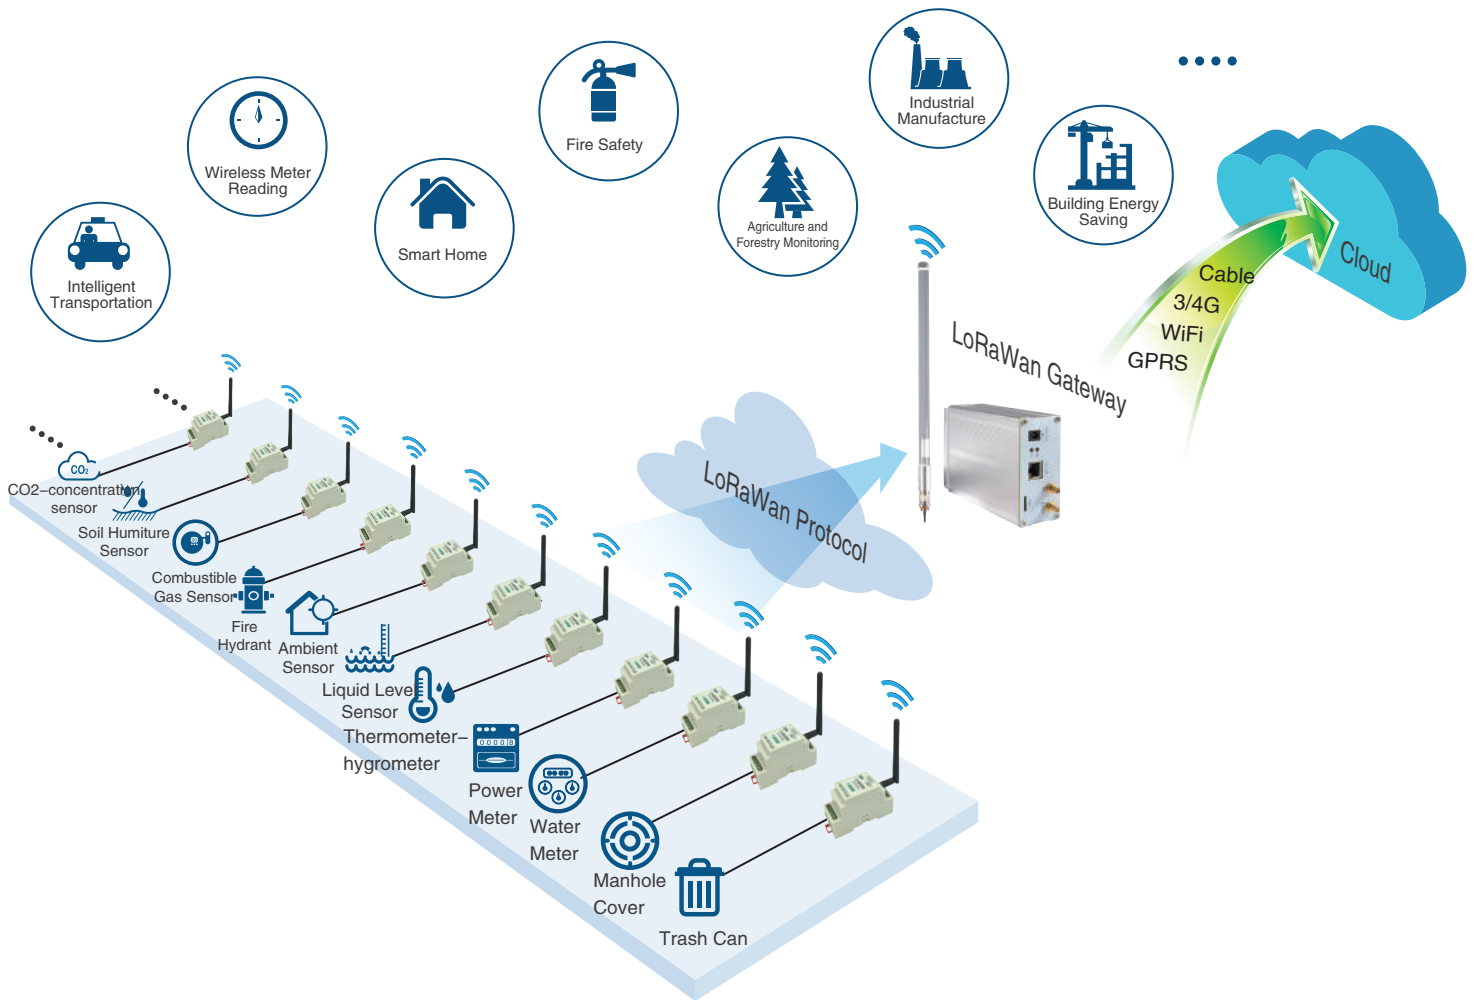 Industrial
Manufacture
Fire Safety
Wireless Meter
Reading
Building Energy
Saving
Agriculture and
Forestry Monitoring
Smart Home
Intelligent
Transportation
Cloud
Cable
3/4G
WiFi
GPRS
LoRaWan Gateway
LoRaWan Protocol
CO2
CO2–concentration
sensor
Soil Humiture
Sensor
Combustible
Gas Sensor
Fire
Hydrant
Ambient
Sensor
Liquid Level
Sensor
Thermometer–
hygrometer
Power
Meter
Water
Meter
Manhole
Cover
Trash Can